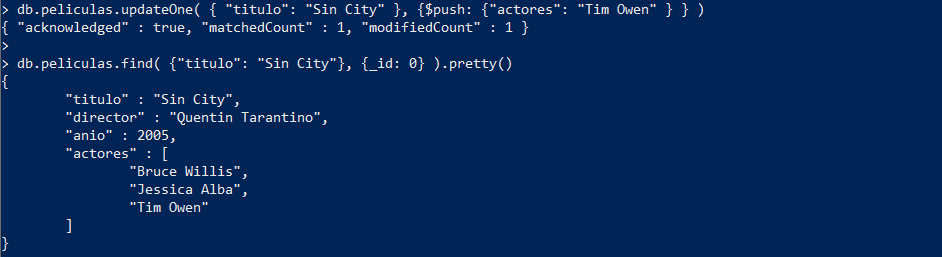 > db.peliculas.updateOne( { "titulo": "Sin City" }, {$push: {"actores": "Tim Owen" } } )
{ "acknowledged" : true, "matchedCount" : 1, "modifiedCount" : 1 }
>
> db.peliculas.find( {"titulo": "Sin City"}, {_id: 0} ).pretty()
{
        "titulo" : "Sin City",
        "director" : "Quentin Tarantino",
        "anio" : 2005,
        "actores" : [
                "Bruce Willis",
                "Jessica Alba",
                "Tim Owen"
        ]
}